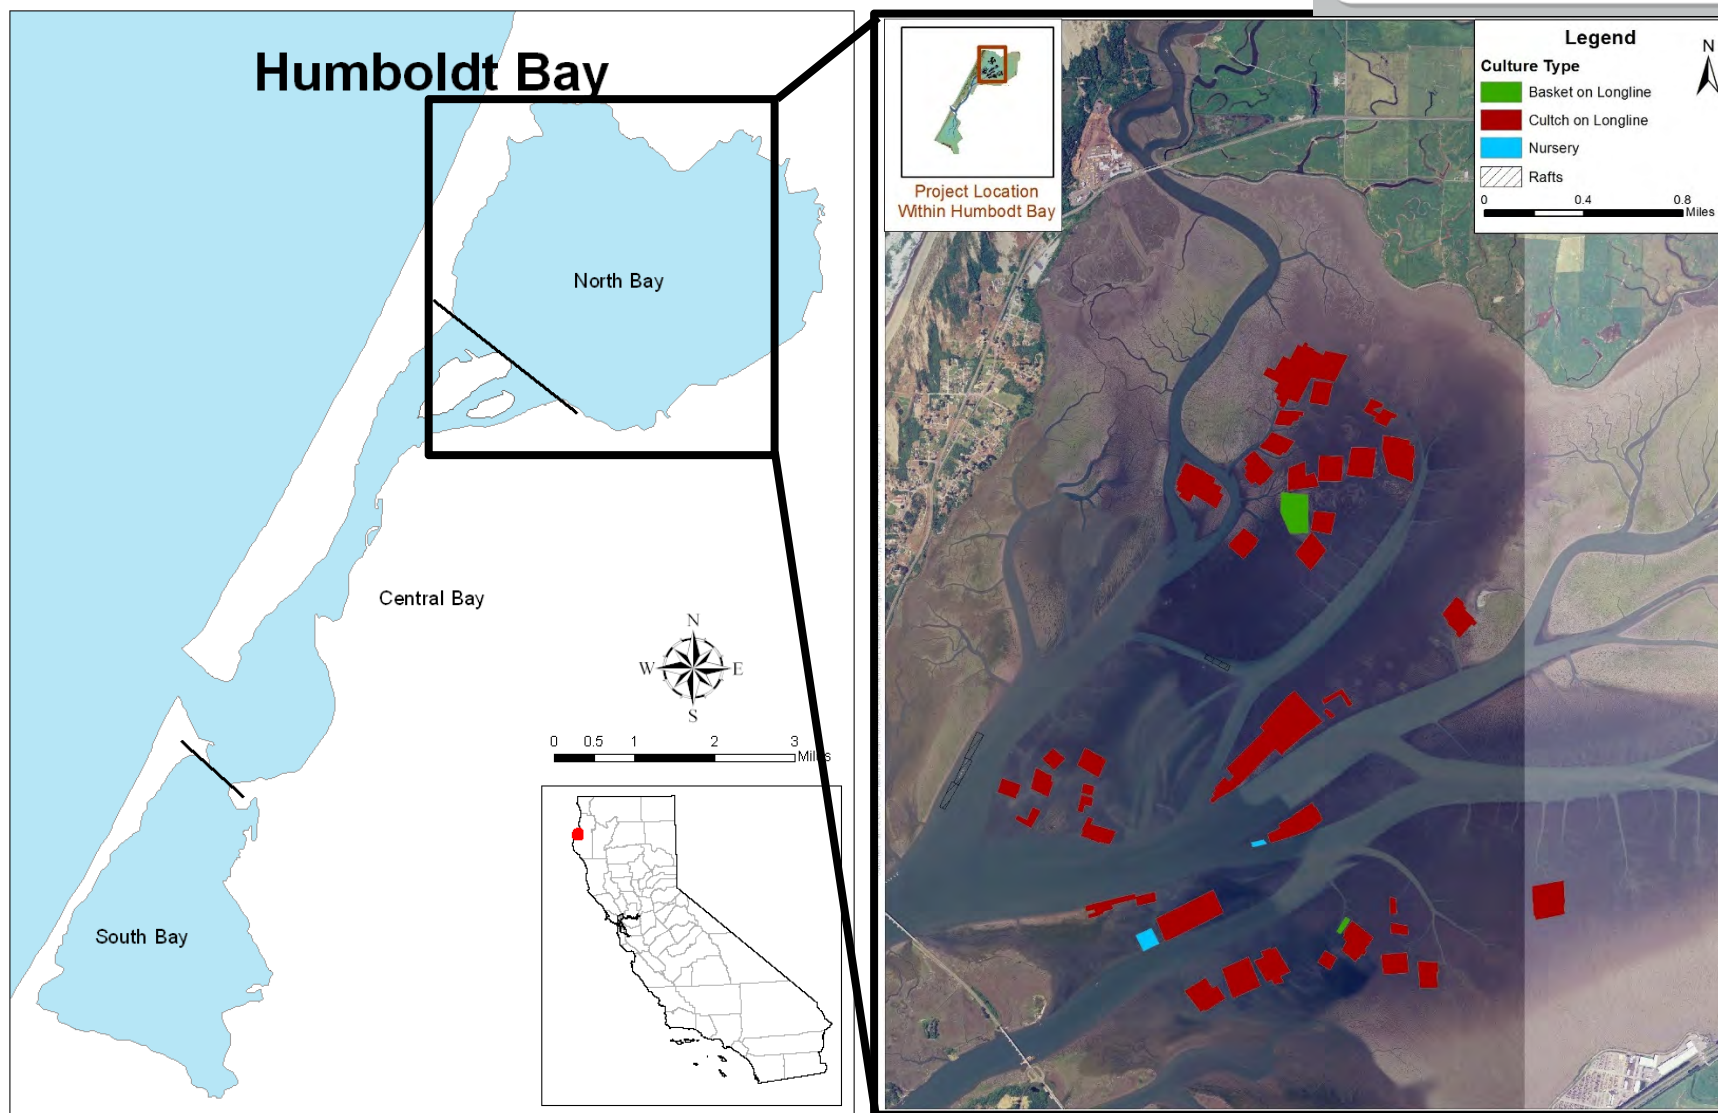 Humboldt Bay
North Bay
Central Bay
South Bay
N
W
E
S
0 0.5 1 2 3
Miles
Project Location
Within Humbodt Bay
Legend
Culture Type
Basket on Longline
Cultch on Longline
Nursery
Rafts
0 0.4 0.8
Miles
N